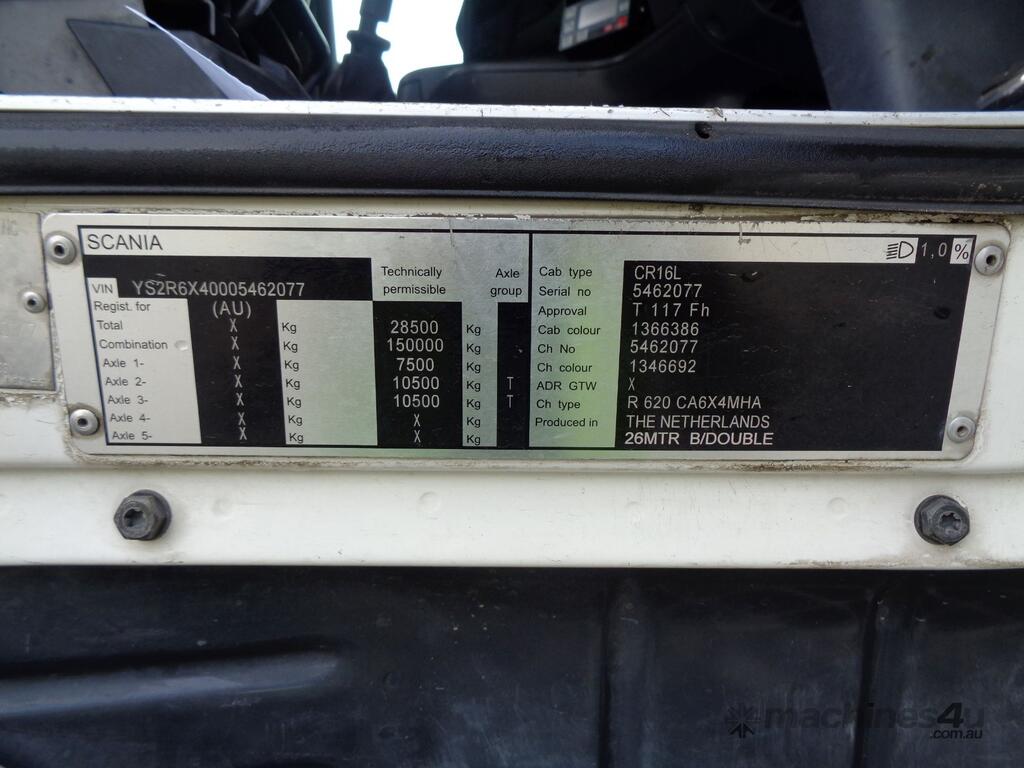 SCANIA
1,0 %
VIN YS2R6X40005462077 Technically permissible Axle group
Regist. for (AU)
Total X Kg 28500 Kg
Combination X Kg 150000 Kg
Axle 1- X Kg 7500 Kg
Axle 2- X Kg 10500 Kg T
Axle 3- X Kg 10500 Kg T
Axle 4- X Kg X Kg
Axle 5- X Kg X Kg
Cab type CR16L
Serial no 5462077
Approval T 117 Fh
Cab colour 1366386
Ch No 5462077
Ch colour 1346692
ADR GTW X
Ch type R 620 CA6X4MHA
Produced in THE NETHERLANDS
26MTR B/DOUBLE
machines4u
.com.au